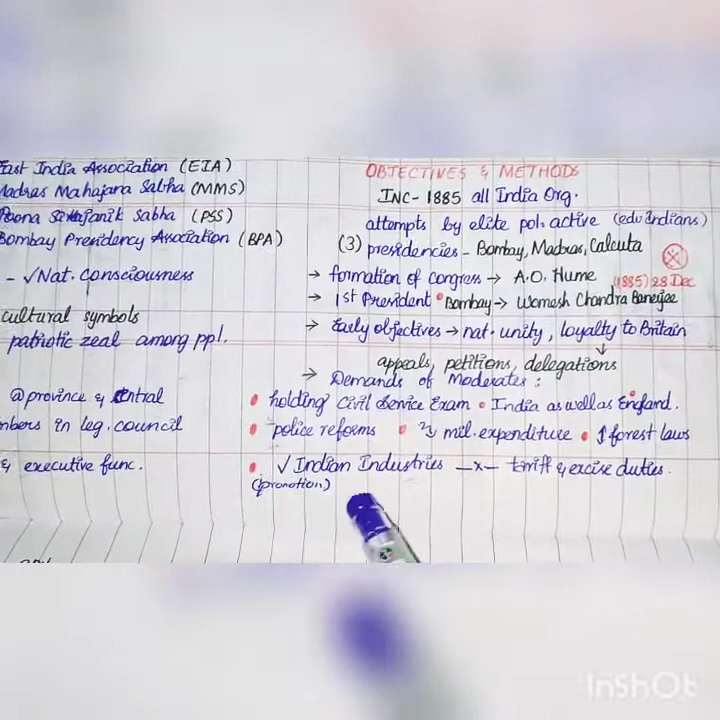 East India Association (EIA)
Madras Mahajana Sabha (MMS)
Poona Sarvajanik Sabha (PSS)
Bombay Presidency Association (BPA)
- √Nat. consciousness
cultural symbols
patriotic zeal among ppl.
@province & central
mbers in leg. council
& executive func.
OBJECTIVES & METHODS
INC - 1885 all India Org.
attempts by elite pol. active (edu Indians)
(3) presidencies - Bombay, Madras, Calcuta
→ formation of congress → A.O. Hume (1885) 28 Dec
→ 1st President • Bombay → Womesh Chandra Banerjee
→ Early objectives → nat. unity, loyalty to Britain
↓
appeals, petitions, delegations
→ Demands of Moderates :
• holding Civil Service Exam • India as well as England.
• police reforms • mil. expenditure • forest laws
• √ Indian Industries —x— tariff & excise duties.
(promotion)
InShOt